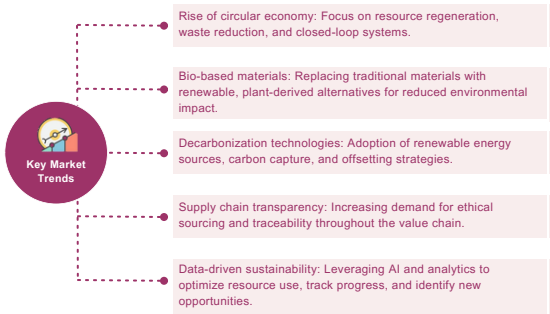 Rise of circular economy: Focus on resource regeneration,
waste reduction, and closed-loop systems.
Bio-based materials: Replacing traditional materials with
renewable, plant-derived alternatives for reduced environmental
impact.
Key Market
Trends
Decarbonization technologies: Adoption of renewable energy
sources, carbon capture, and offsetting strategies.
Supply chain transparency: Increasing demand for ethical
sourcing and traceability throughout the value chain.
Data-driven sustainability: Leveraging AI and analytics to
optimize resource use, track progress, and identify new
opportunities.